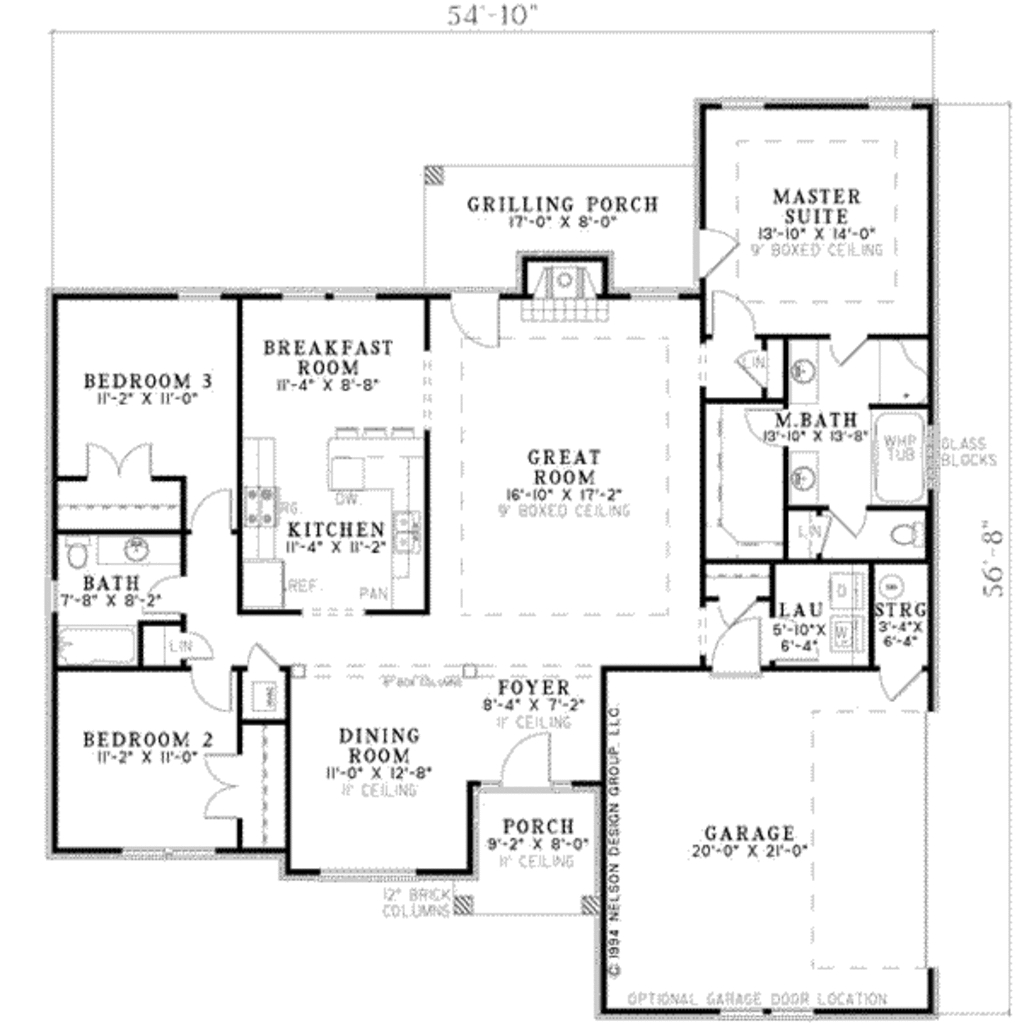 54'-10"
GRILLING PORCH
17'-0" X 8'-0"
MASTER
SUITE
13'-10" X 14'-0"
9' BOXED CEILING
BEDROOM 3
11'-2" X 11'-0"
BREAKFAST
ROOM
11'-4" X 8'-8"
LIN
GREAT
ROOM
16'-10" X 17'-2"
9' BOXED CEILING
M.BATH
13'-10" X 13'-8"
WHP
TUB
GLASS
BLOCKS
DW.
RG.
KITCHEN
11'-4" X 11'-2"
REF.
PAN
LIN
BATH
7'-8" X 8'-2"
LIN
D
W
LAU
5'-10"X
6'-4"
STRG
3'-4"X
6'-4"
56'-8"
8" BOX COLUMNS
FOYER
8'-4" X 7'-2"
11' CEILING
BEDROOM 2
11'-2" X 11'-0"
DINING
ROOM
11'-0" X 12'-8"
11' CEILING
PORCH
9'-2" X 8'-0"
11' CEILING
12" BRICK
COLUMNS
GARAGE
20'-0" X 21'-0"
© 1994 NELSON DESIGN GROUP, LLC.
OPTIONAL GARAGE DOOR LOCATION